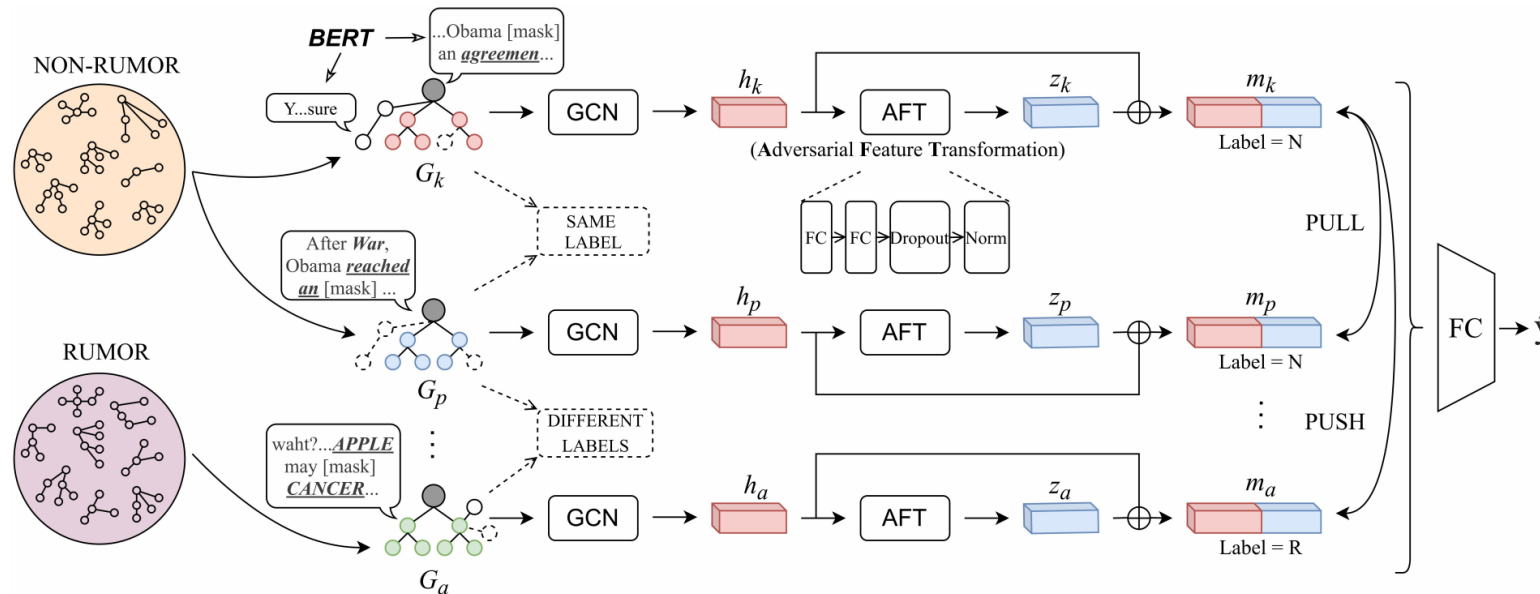 NON-RUMOR
BERT
...Obama [mask]
an agreemen...
Y...sure
G_k
GCN
h_k
AFT
(Adversarial Feature Transformation)
z_k
m_k
Label = N
FC
FC
Dropout
Norm
SAME
LABEL
PULL
After War,
Obama reached
an [mask] ...
G_p
GCN
h_p
AFT
z_p
m_p
Label = N
FC
RUMOR
DIFFERENT
LABELS
PUSH
waht?...APPLE
may [mask]
CANCER...
G_a
GCN
h_a
AFT
z_a
m_a
Label = R